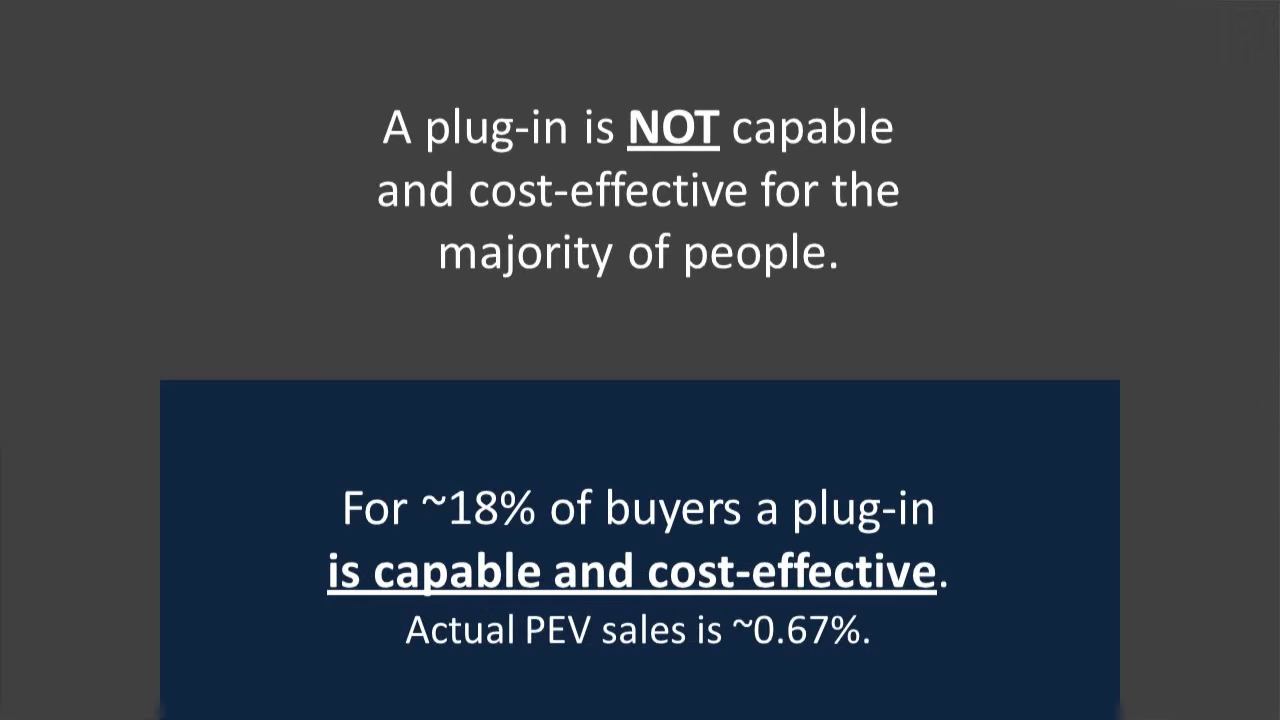 A plug-in is NOT capable
and cost-effective for the
majority of people.
For ~18% of buyers a plug-in
is capable and cost-effective.
Actual PEV sales is ~0.67%.